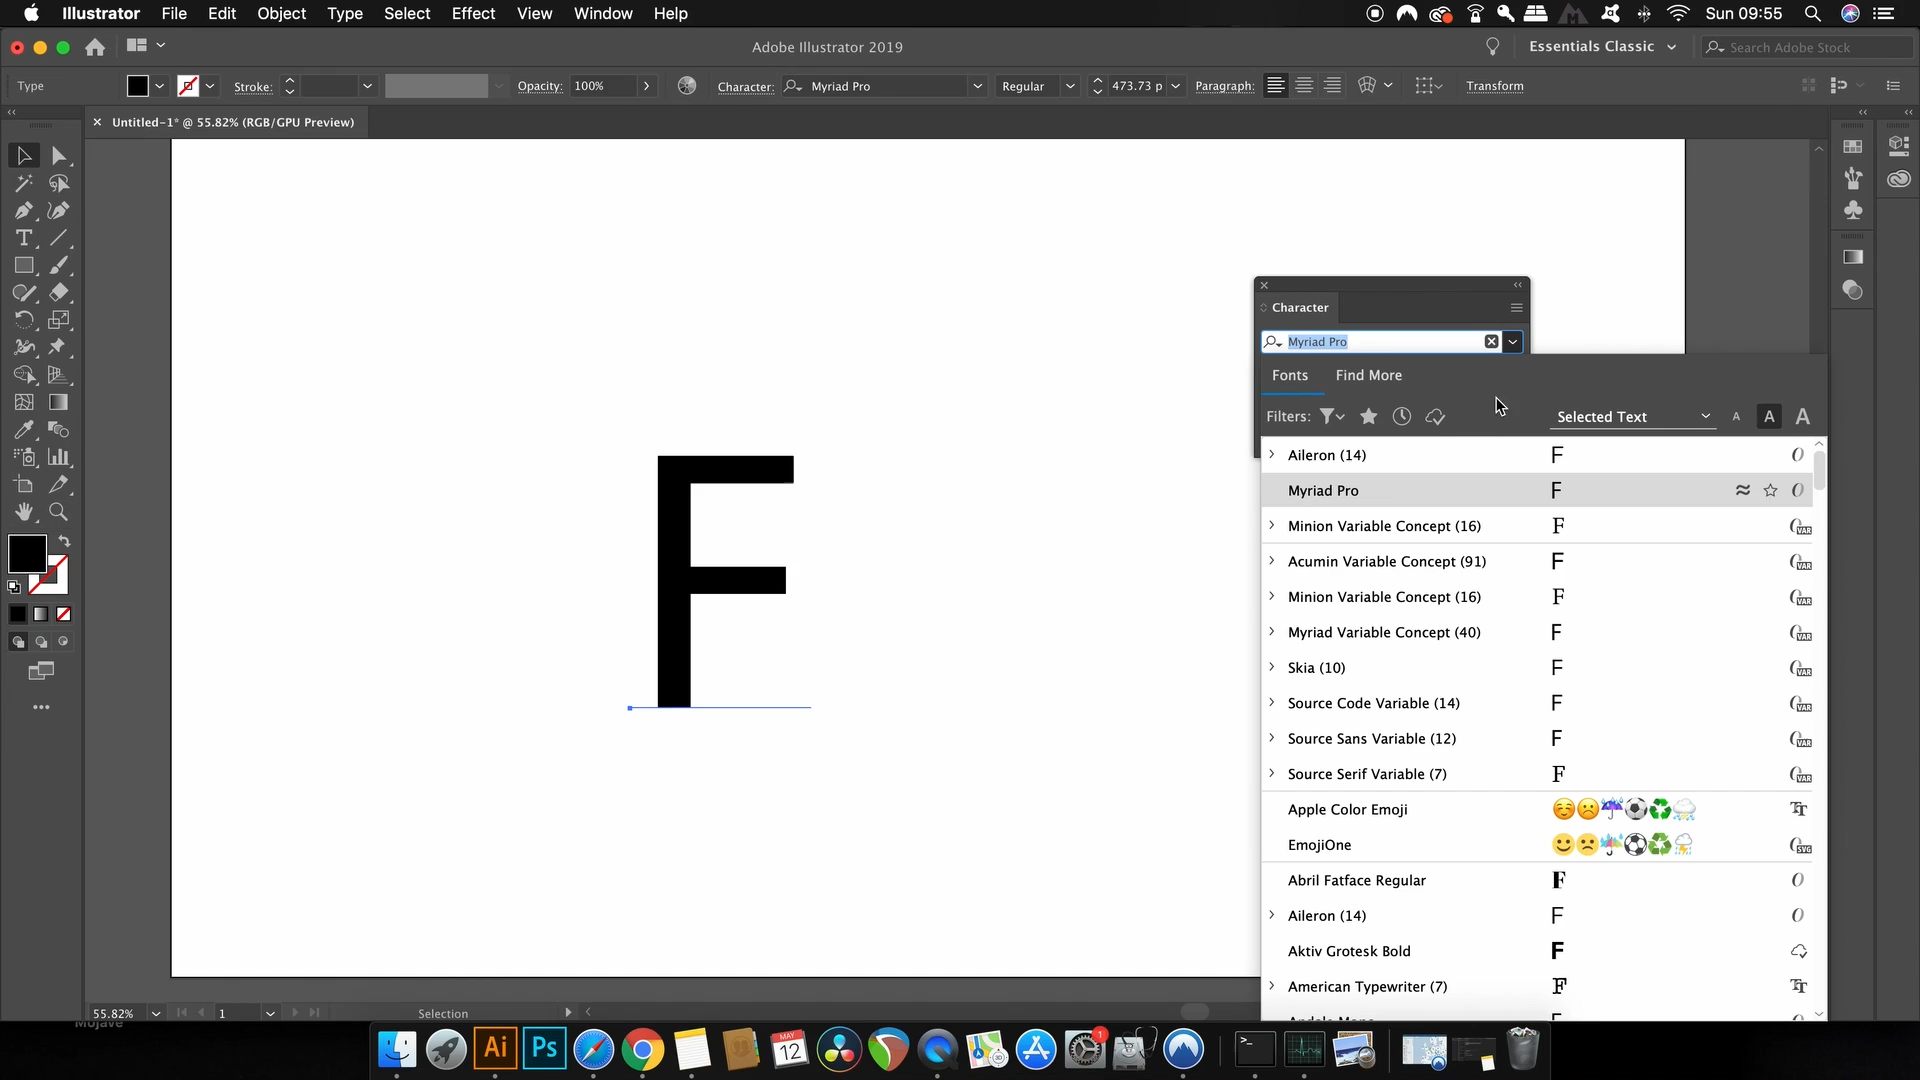 Illustrator File Edit Object Type Select Effect View Window Help Sun 09:55
Adobe Illustrator 2019 Essentials Classic Search Adobe Stock
Type Stroke: Opacity: 100% Character: Myriad Pro Regular 473.73 p Paragraph: Transform
Untitled-1* @ 55.82% (RGB/GPU Preview)
F
Character
Myriad Pro
Fonts Find More
Filters: Selected Text A A A
Aileron (14) F
Myriad Pro F
Minion Variable Concept (16) F
Acumin Variable Concept (91) F
Minion Variable Concept (16) F
Myriad Variable Concept (40) F
Skia (10) F
Source Code Variable (14) F
Source Sans Variable (12) F
Source Serif Variable (7) F
Apple Color Emoji
EmojiOne
Abril Fatface Regular F
Aileron (14) F
Aktiv Grotesk Bold F
American Typewriter (7) F
55.82% 1 Selection
Mojave
Ai Ps MAY 12 3D 1